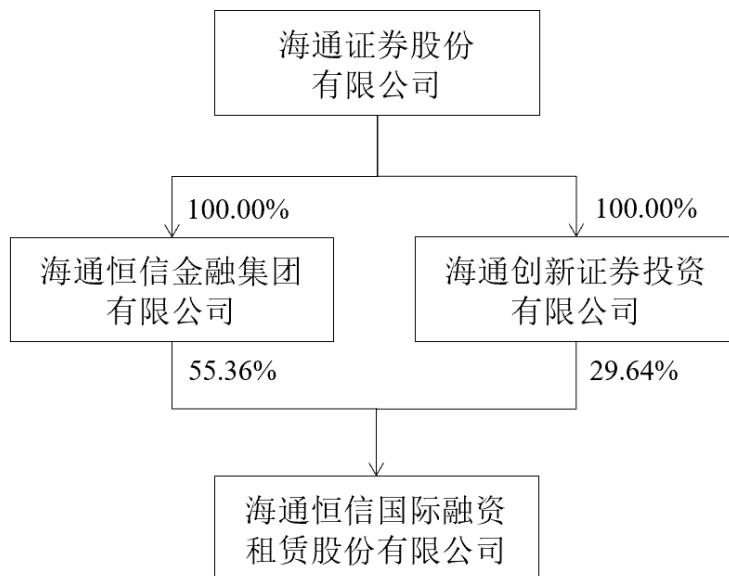 海通证券股份
有限公司
100.00%
100.00%
海通恒信金融集团
有限公司
海通创新证券投资
有限公司
55.36%
29.64%
海通恒信国际融资
租赁股份有限公司